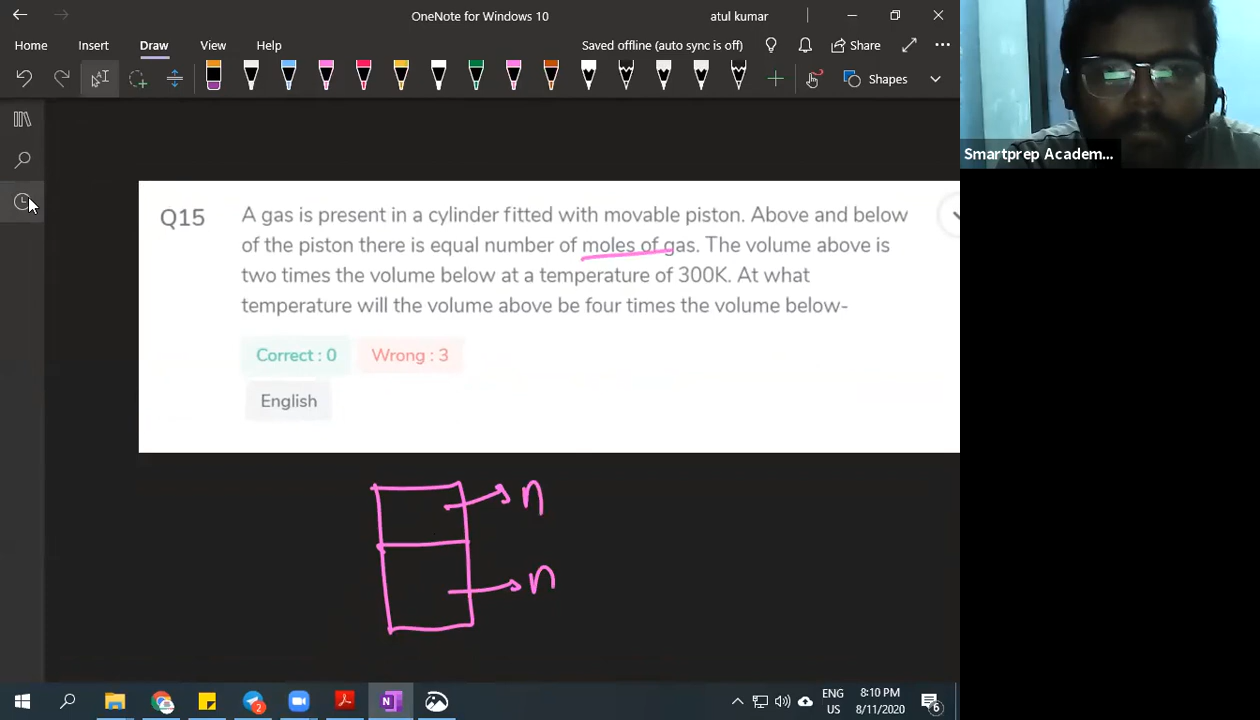 OneNote for Windows 10
atul kumar
Home Insert Draw View Help
Saved offline (auto sync is off)
Share
Shapes
Smartprep Academ...
Q15 A gas is present in a cylinder fitted with movable piston. Above and below
of the piston there is equal number of moles of gas. The volume above is
two times the volume below at a temperature of 300K. At what
temperature will the volume above be four times the volume below-
Correct : 0 Wrong : 3
English
n
n
ENG 8:10 PM
US 8/11/2020